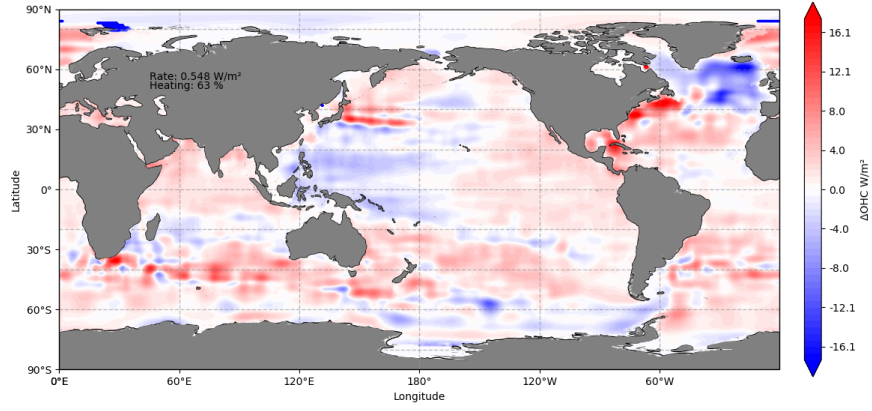 90°N
60°N
30°N
0°
30°S
60°S
90°S
Latitude
Rate: 0.548 W/m²
Heating: 63 %
0°E
60°E
120°E
180°
120°W
60°W
Longitude
16.1
12.1
8.0
4.0
0.0
-4.0
-8.0
-12.1
-16.1
ΔOHC W/m²